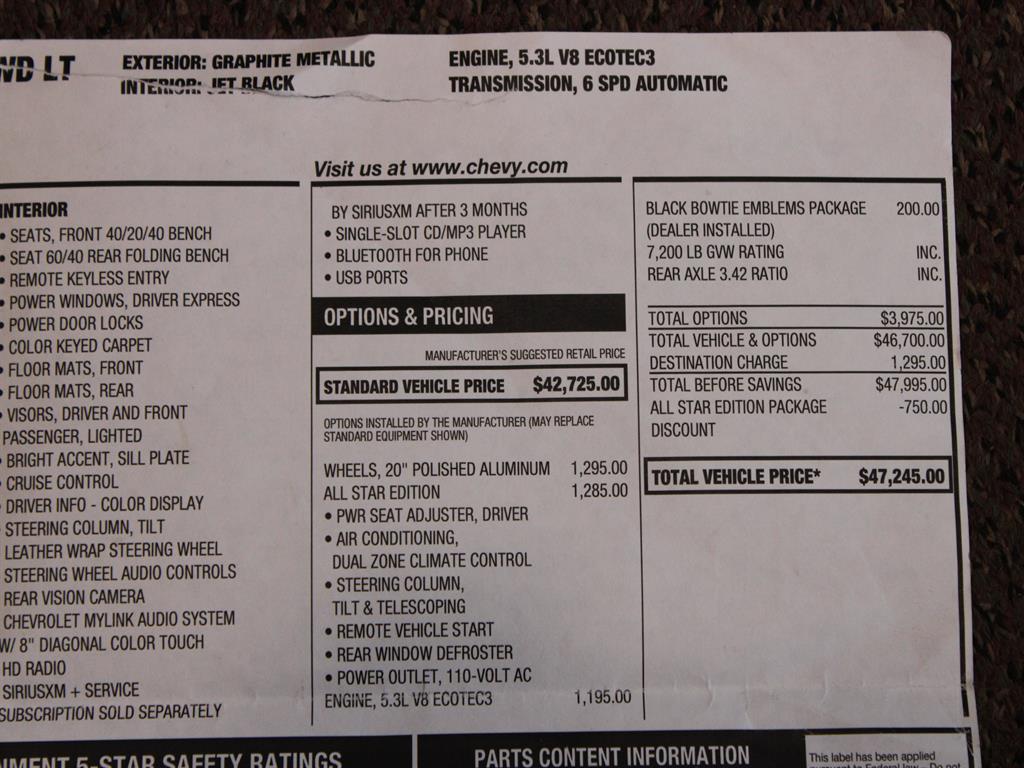 WD LT
EXTERIOR: GRAPHITE METALLIC
INTERIOR: JET BLACK
ENGINE, 5.3L V8 ECOTEC3
TRANSMISSION, 6 SPD AUTOMATIC
Visit us at www.chevy.com
INTERIOR
• SEATS, FRONT 40/20/40 BENCH
• SEAT 60/40 REAR FOLDING BENCH
• REMOTE KEYLESS ENTRY
• POWER WINDOWS, DRIVER EXPRESS
• POWER DOOR LOCKS
• COLOR KEYED CARPET
• FLOOR MATS, FRONT
• FLOOR MATS, REAR
• VISORS, DRIVER AND FRONT
PASSENGER, LIGHTED
• BRIGHT ACCENT, SILL PLATE
• CRUISE CONTROL
• DRIVER INFO - COLOR DISPLAY
STEERING COLUMN, TILT
LEATHER WRAP STEERING WHEEL
STEERING WHEEL AUDIO CONTROLS
REAR VISION CAMERA
CHEVROLET MYLINK AUDIO SYSTEM
W/ 8" DIAGONAL COLOR TOUCH
HD RADIO
SIRIUSXM + SERVICE
SUBSCRIPTION SOLD SEPARATELY
BY SIRIUSXM AFTER 3 MONTHS
• SINGLE-SLOT CD/MP3 PLAYER
• BLUETOOTH FOR PHONE
• USB PORTS
OPTIONS & PRICING
MANUFACTURER'S SUGGESTED RETAIL PRICE
STANDARD VEHICLE PRICE $42,725.00
OPTIONS INSTALLED BY THE MANUFACTURER (MAY REPLACE
STANDARD EQUIPMENT SHOWN)
WHEELS, 20" POLISHED ALUMINUM 1,295.00
ALL STAR EDITION 1,285.00
• PWR SEAT ADJUSTER, DRIVER
• AIR CONDITIONING,
DUAL ZONE CLIMATE CONTROL
• STEERING COLUMN,
TILT & TELESCOPING
• REMOTE VEHICLE START
• REAR WINDOW DEFROSTER
• POWER OUTLET, 110-VOLT AC
ENGINE, 5.3L V8 ECOTEC3 1,195.00
BLACK BOWTIE EMBLEMS PACKAGE 200.00
(DEALER INSTALLED)
7,200 LB GVW RATING INC.
REAR AXLE 3.42 RATIO INC.
TOTAL OPTIONS $3,975.00
TOTAL VEHICLE & OPTIONS $46,700.00
DESTINATION CHARGE 1,295.00
TOTAL BEFORE SAVINGS $47,995.00
ALL STAR EDITION PACKAGE -750.00
DISCOUNT
TOTAL VEHICLE PRICE* $47,245.00
NMENT 5-STAR SAFETY RATINGS
PARTS CONTENT INFORMATION
This label has been applied
pursuant to Federal law - Do not